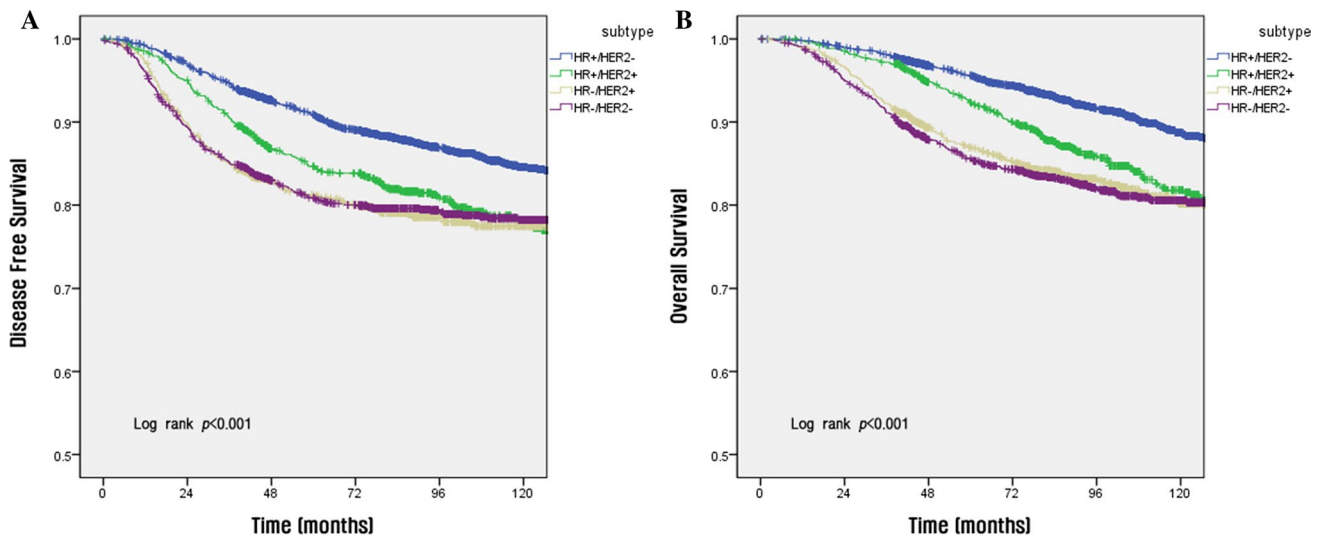 A
subtype
HR+/HER2-
HR+/HER2+
HR-/HER2+
HR-/HER2-
1.0
0.9
0.8
0.7
0.6
0.5
Disease Free Survival
Log rank p<0.001
0 24 48 72 96 120
Time (months)
B
subtype
HR+/HER2-
HR+/HER2+
HR-/HER2+
HR-/HER2-
1.0
0.9
0.8
0.7
0.6
0.5
Overall Survival
Log rank p<0.001
0 24 48 72 96 120
Time (months)